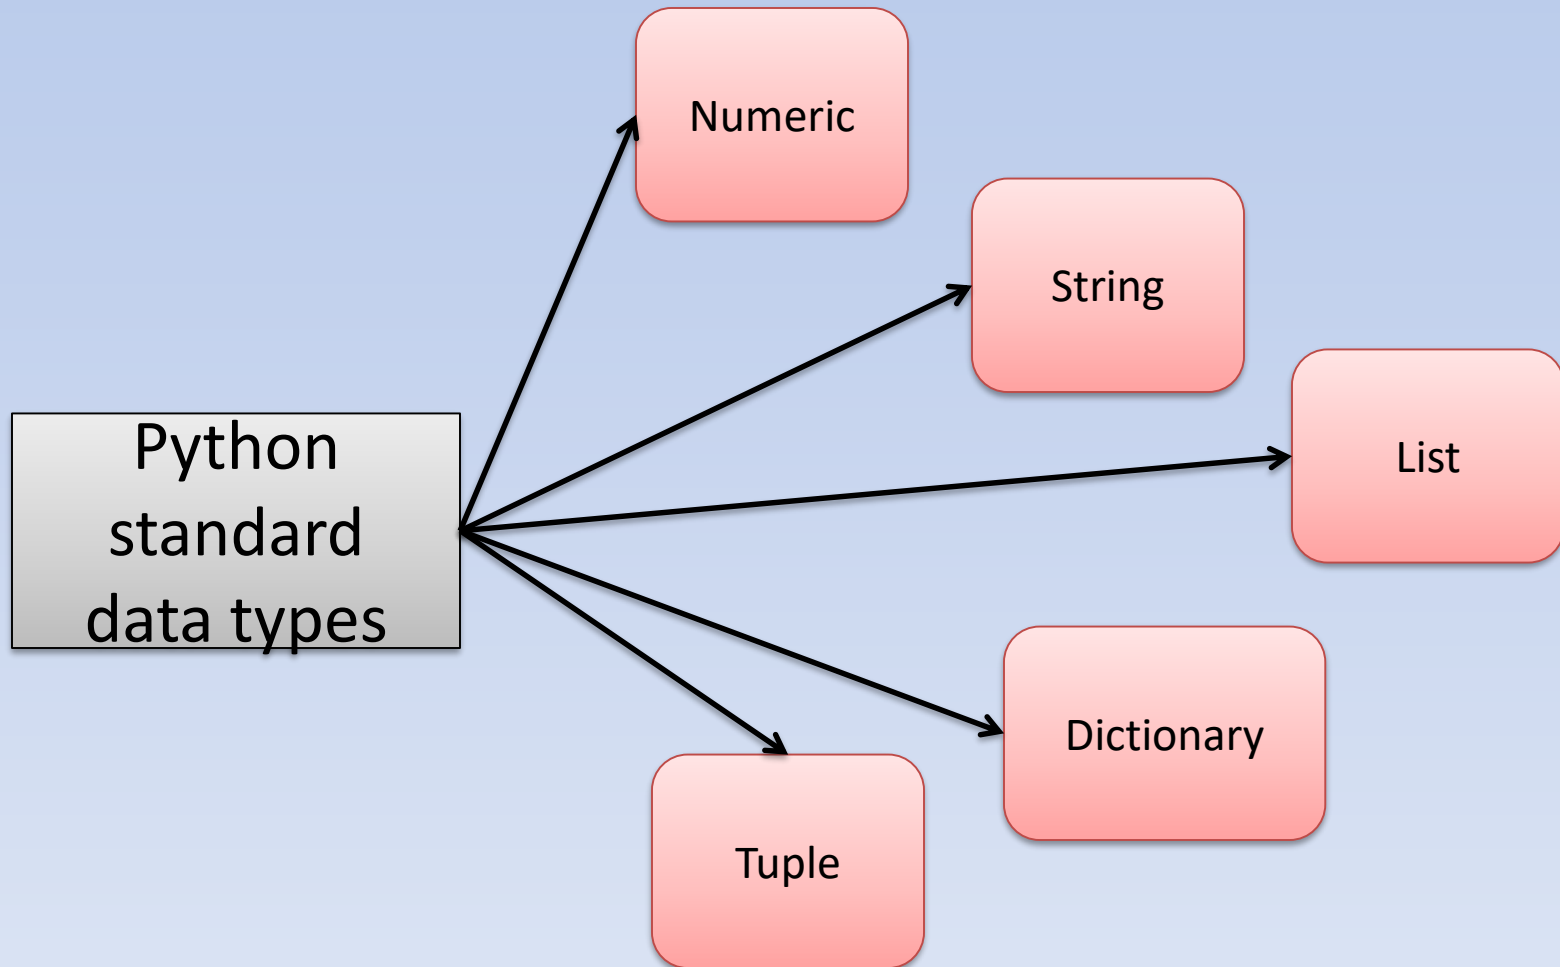 Python
standard
data types
Numeric
String
List
Dictionary
Tuple